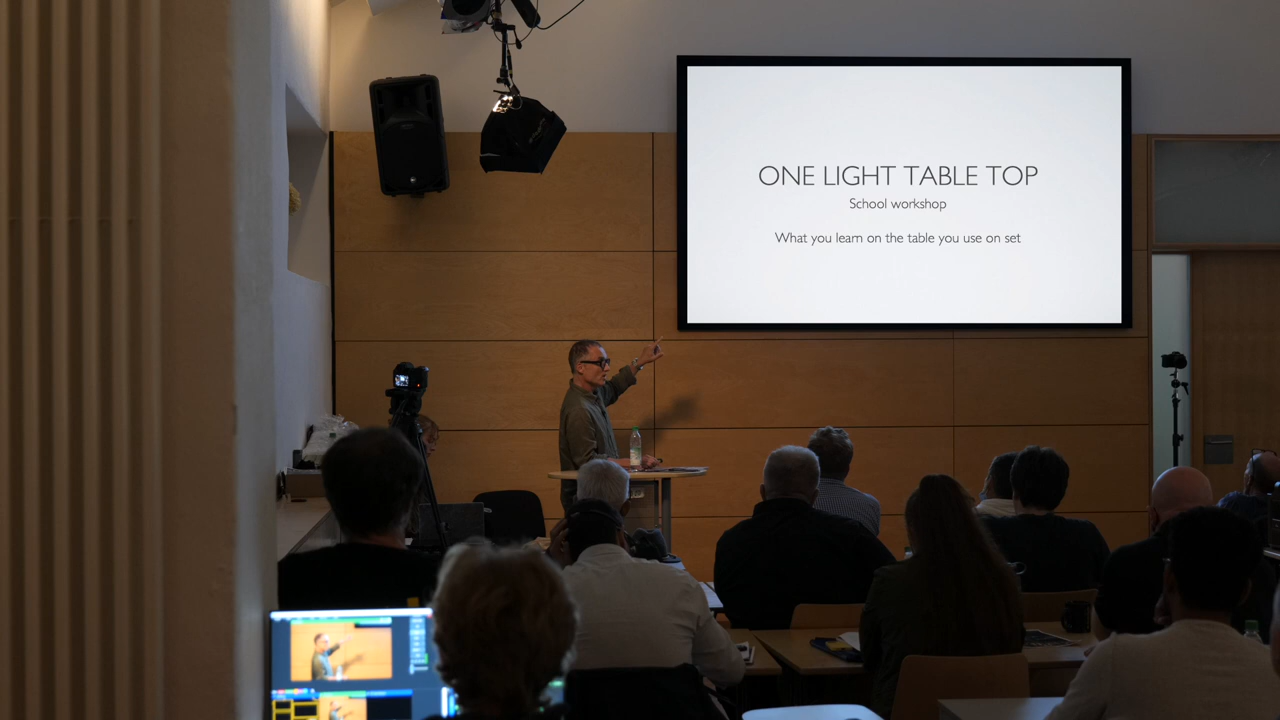 ONE LIGHT TABLE TOP
School workshop
What you learn on the table you use on set